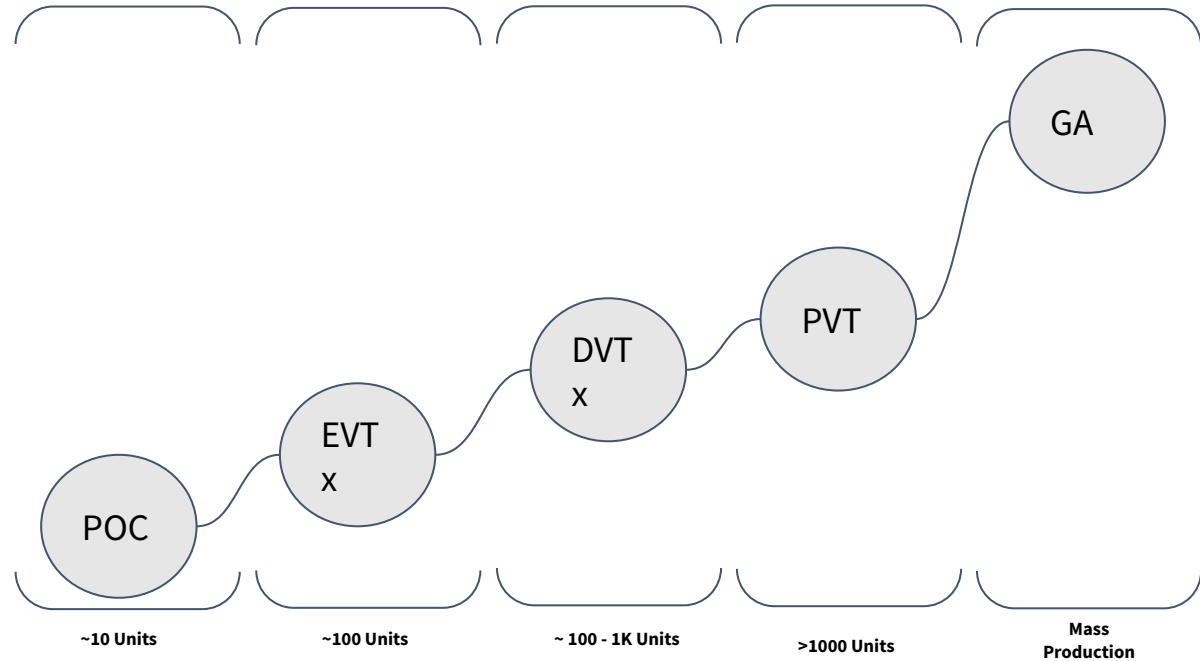 GA
PVT
DVT
x
EVT
x
POC
~10 Units
~100 Units
~ 100 - 1K Units
>1000 Units
Mass
Production